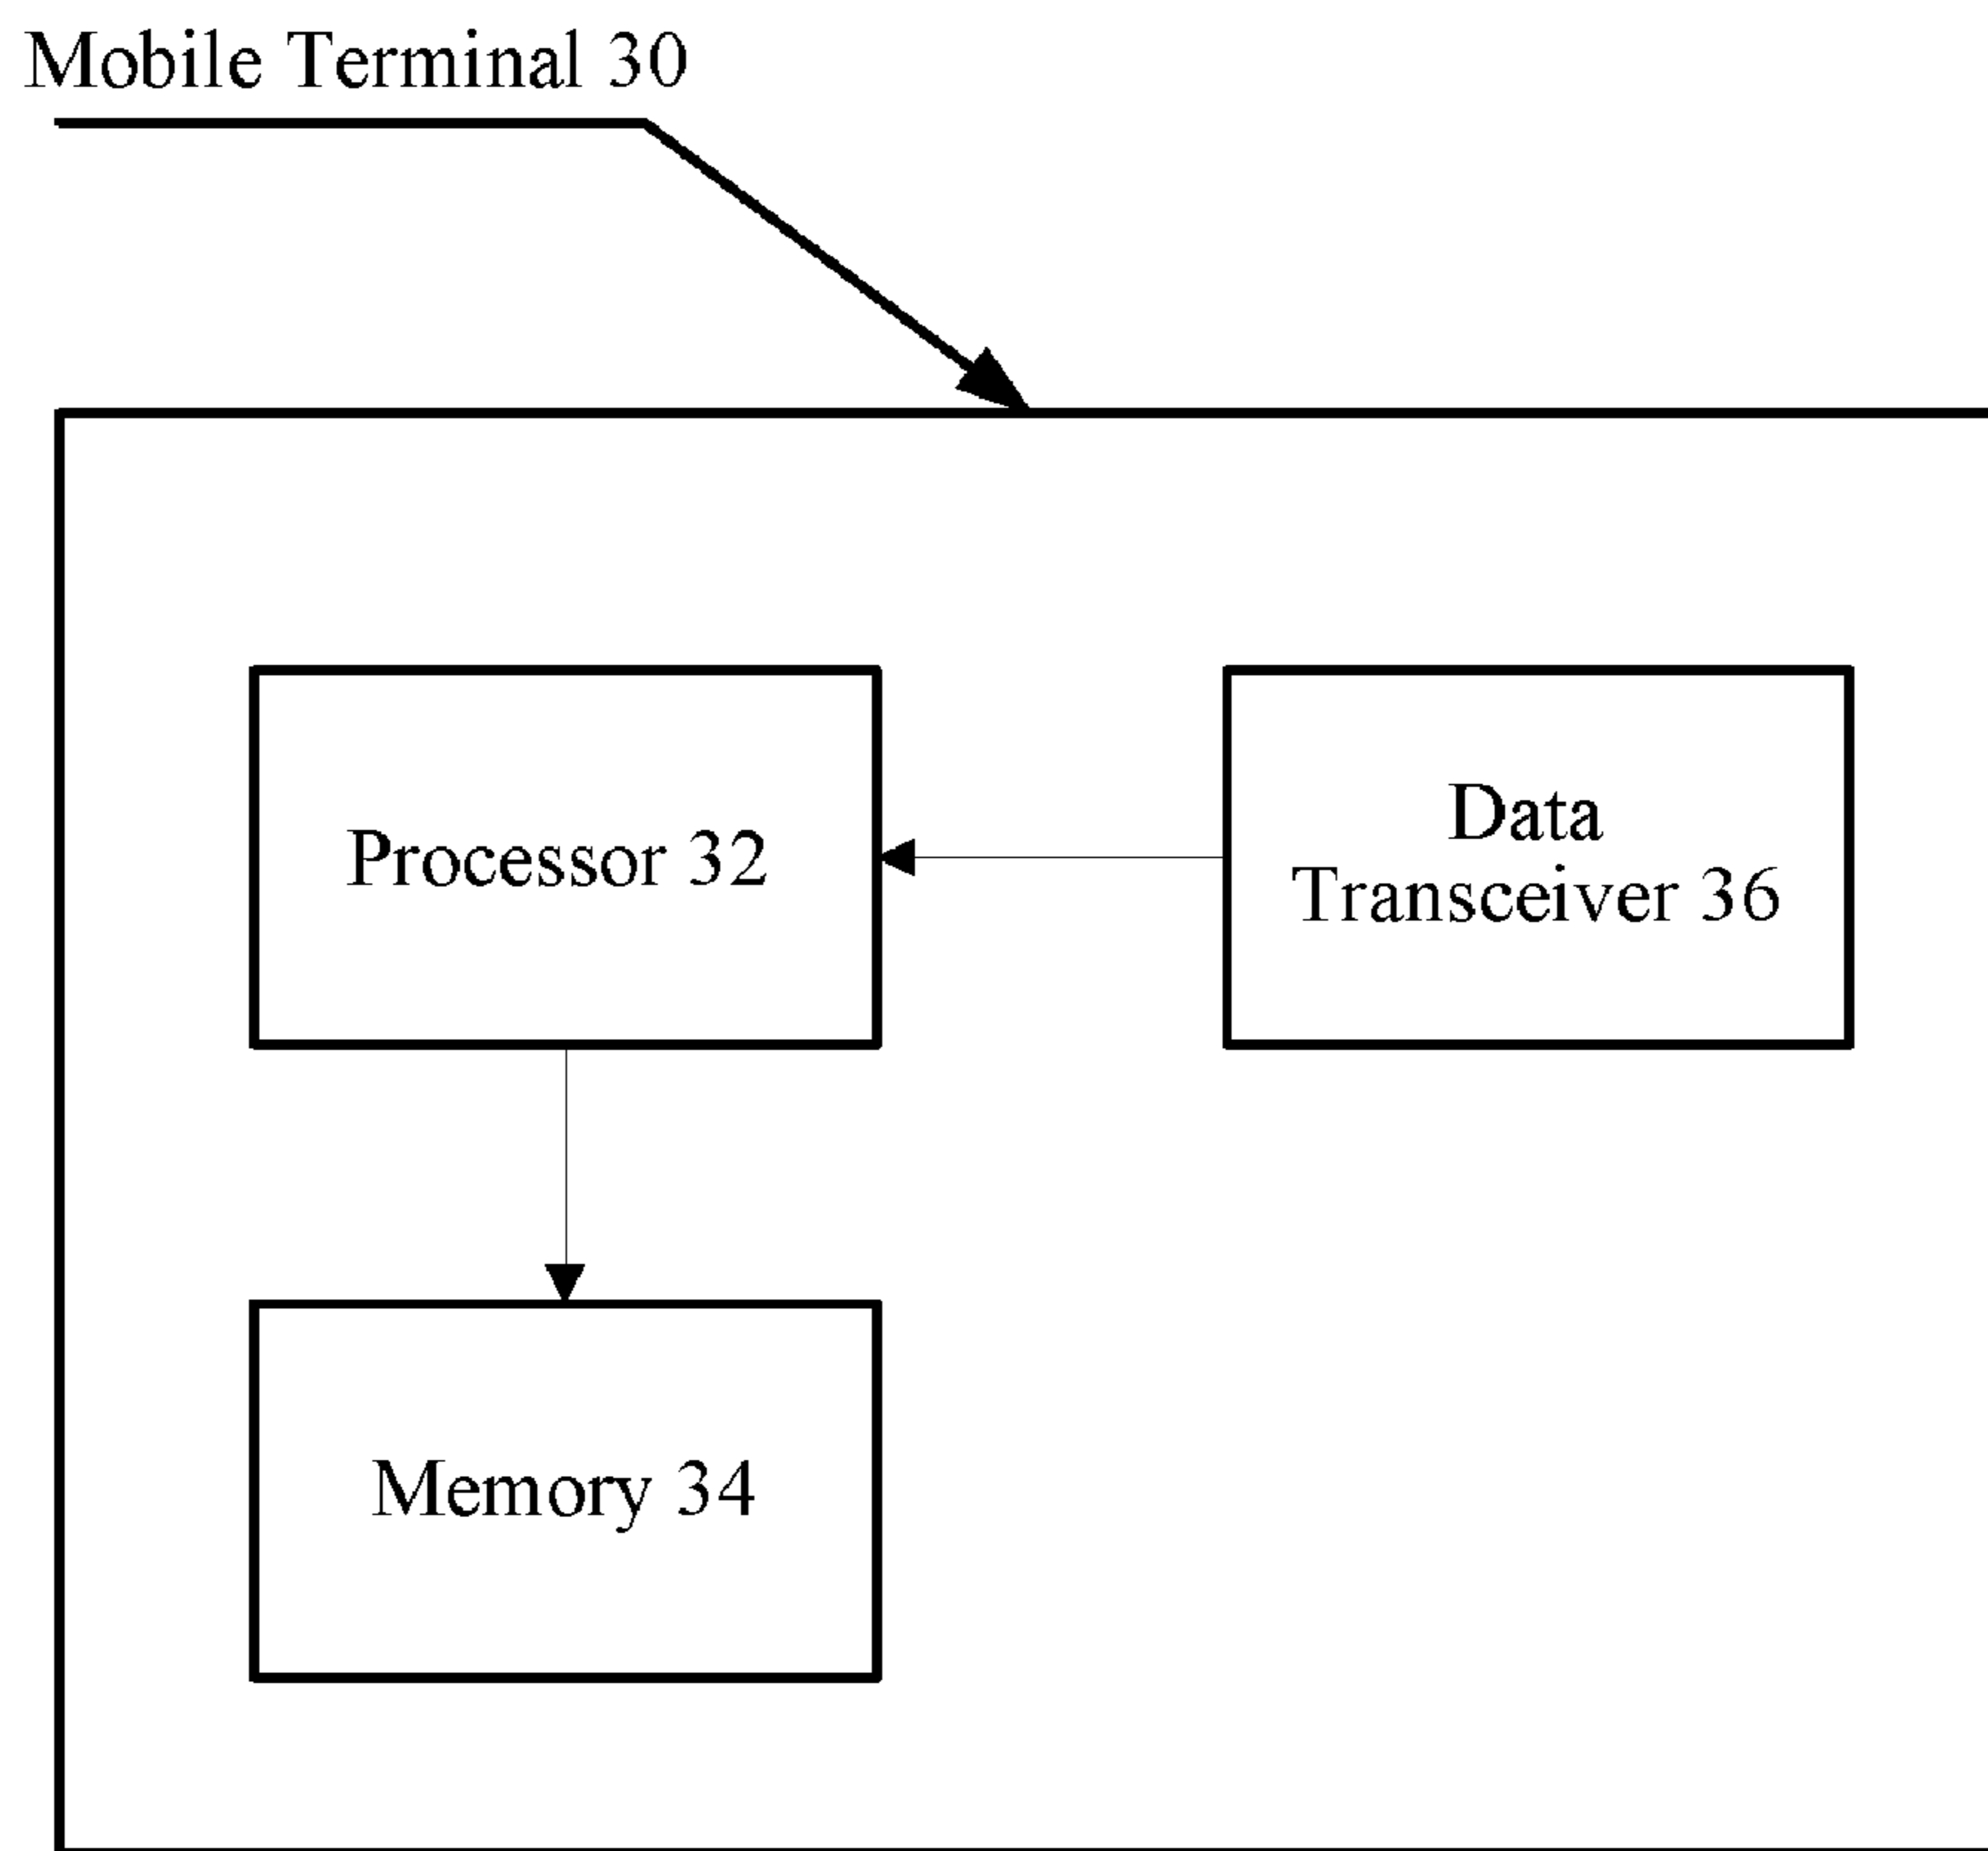 Mobile Terminal 30
Processor 32
Data
Transceiver 36
Memory 34